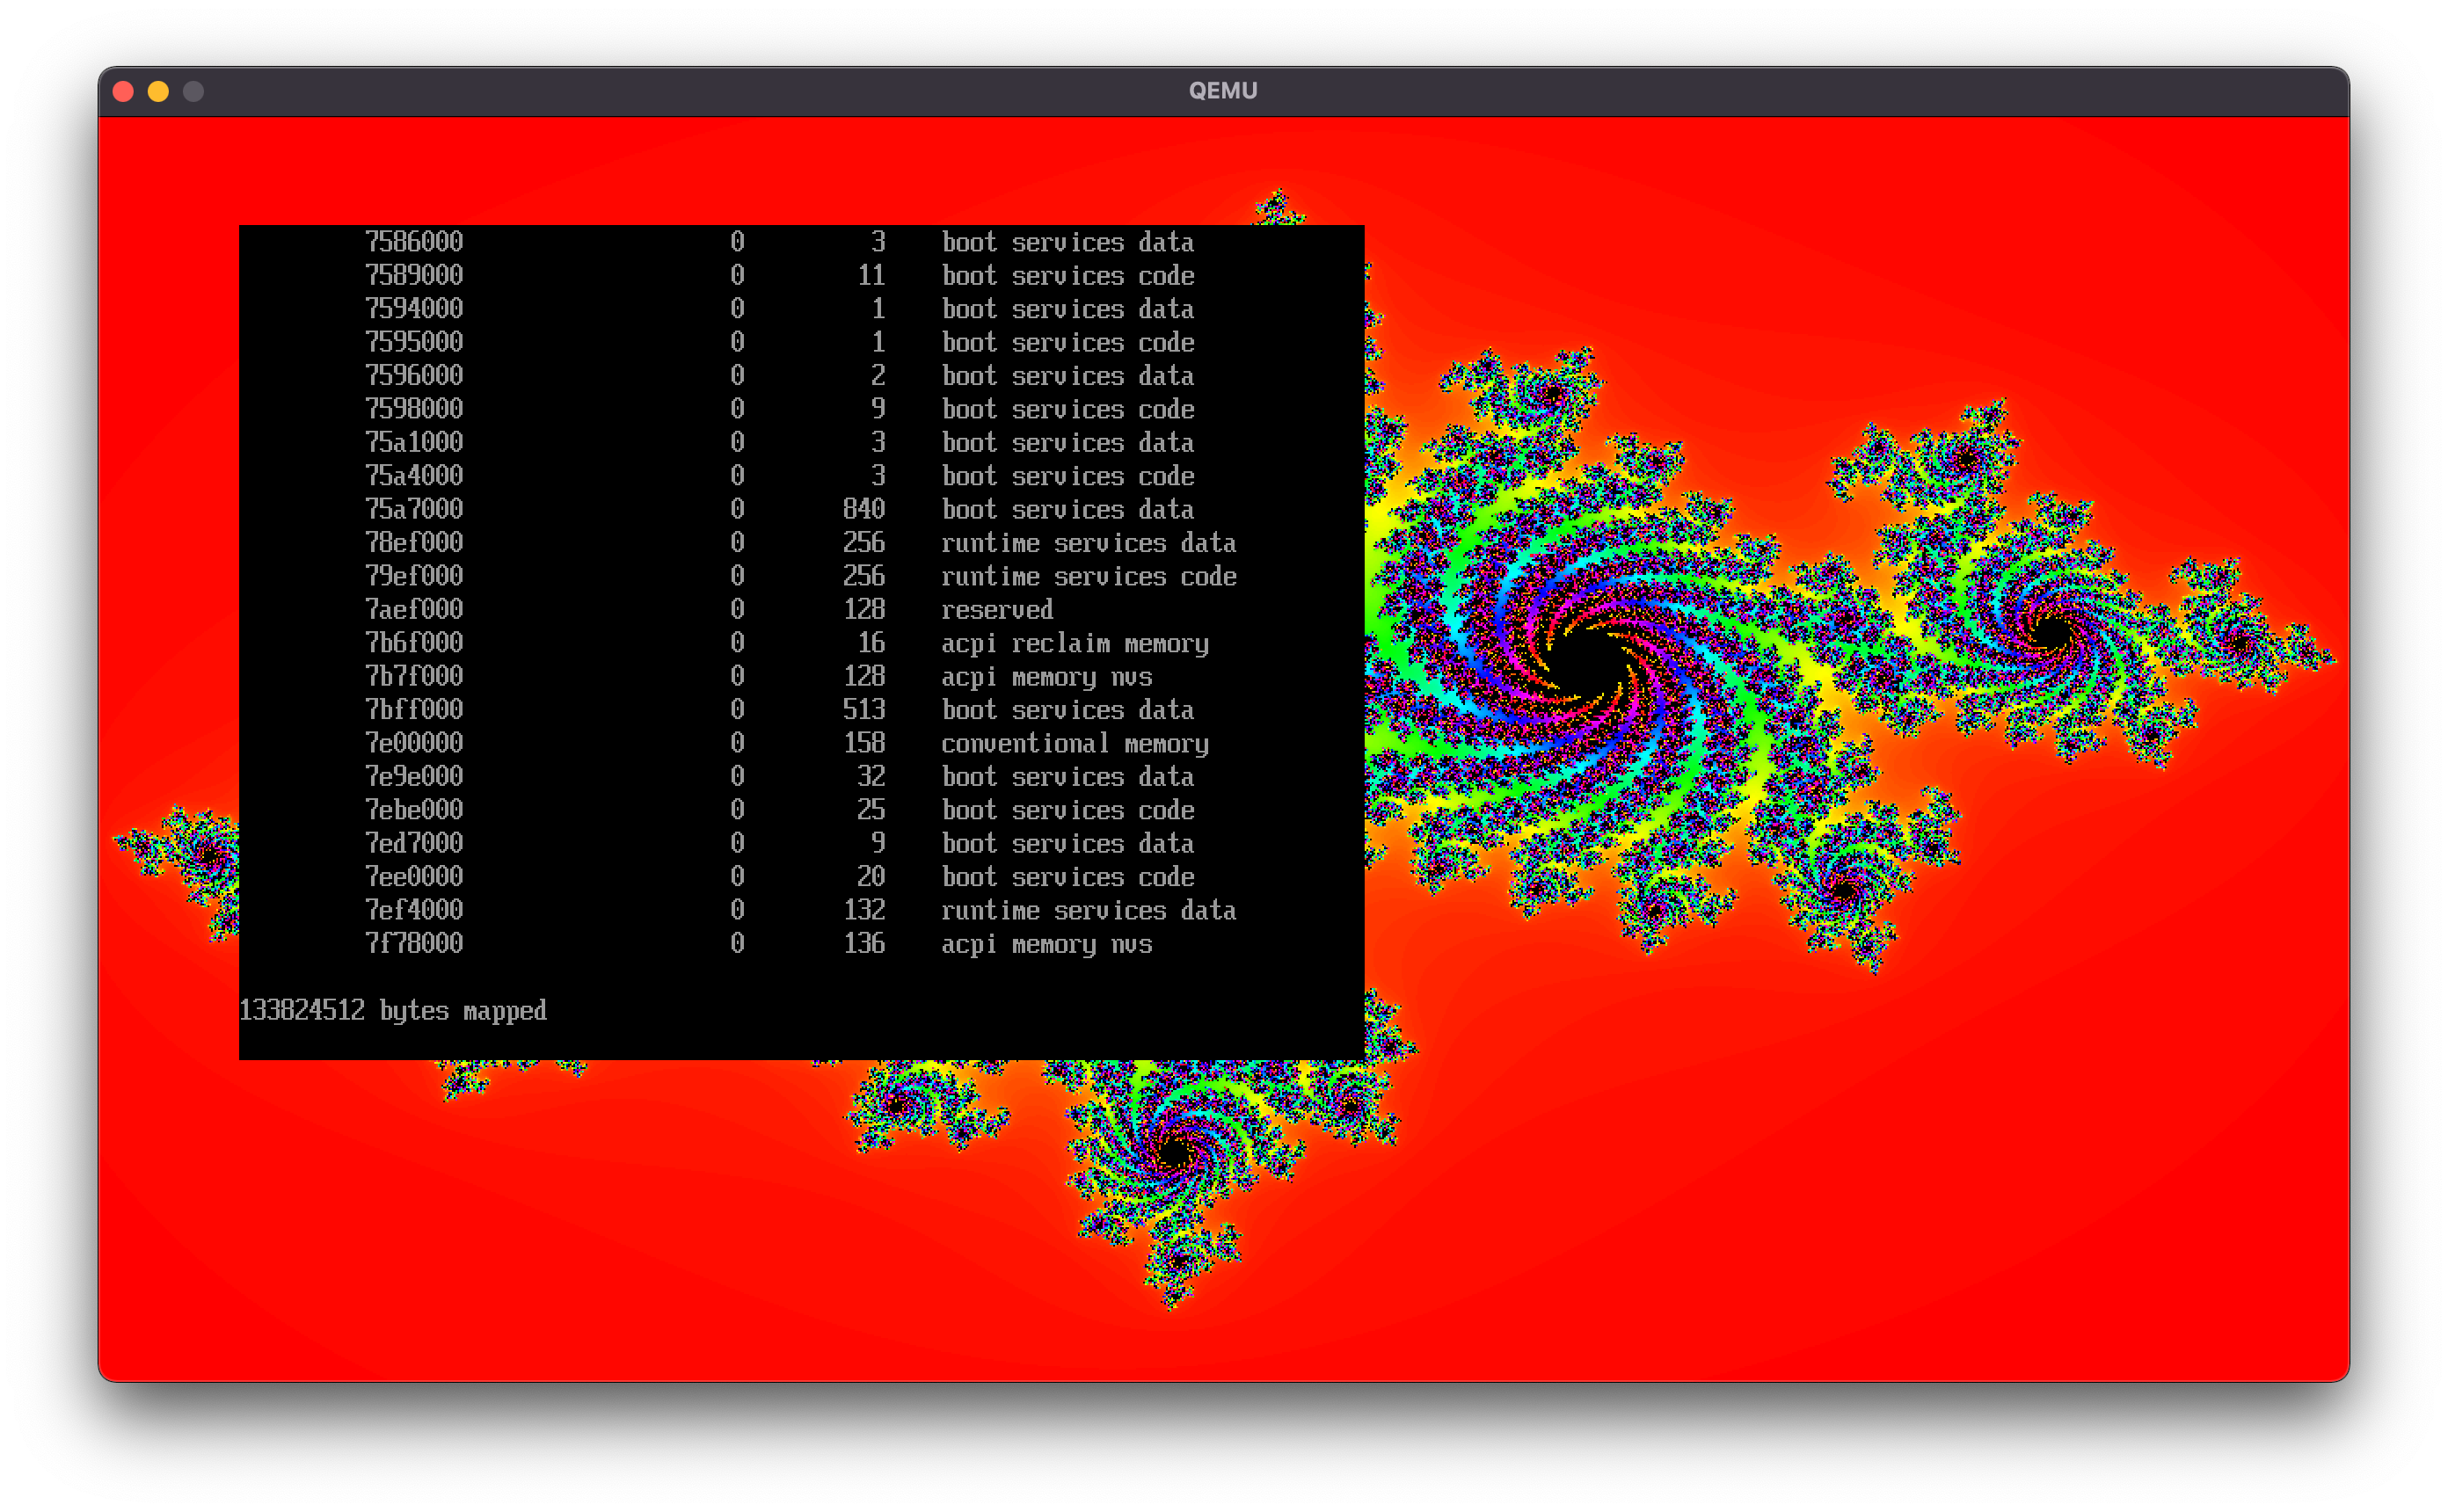 QEMU
7586000 0 3 boot services data
7589000 0 11 boot services code
7594000 0 1 boot services data
7595000 0 1 boot services code
7596000 0 2 boot services data
7598000 0 9 boot services code
75a1000 0 3 boot services data
75a4000 0 3 boot services code
75a7000 0 840 boot services data
78ef000 0 256 runtime services data
79ef000 0 256 runtime services code
7aef000 0 128 reserved
7b6f000 0 16 acpi reclaim memory
7b7f000 0 128 acpi memory nvs
7bff000 0 513 boot services data
7e00000 0 158 conventional memory
7e9e000 0 32 boot services data
7ebe000 0 25 boot services code
7ed7000 0 9 boot services data
7ee0000 0 20 boot services code
7ef4000 0 132 runtime services data
7f78000 0 136 acpi memory nvs
133824512 bytes mapped